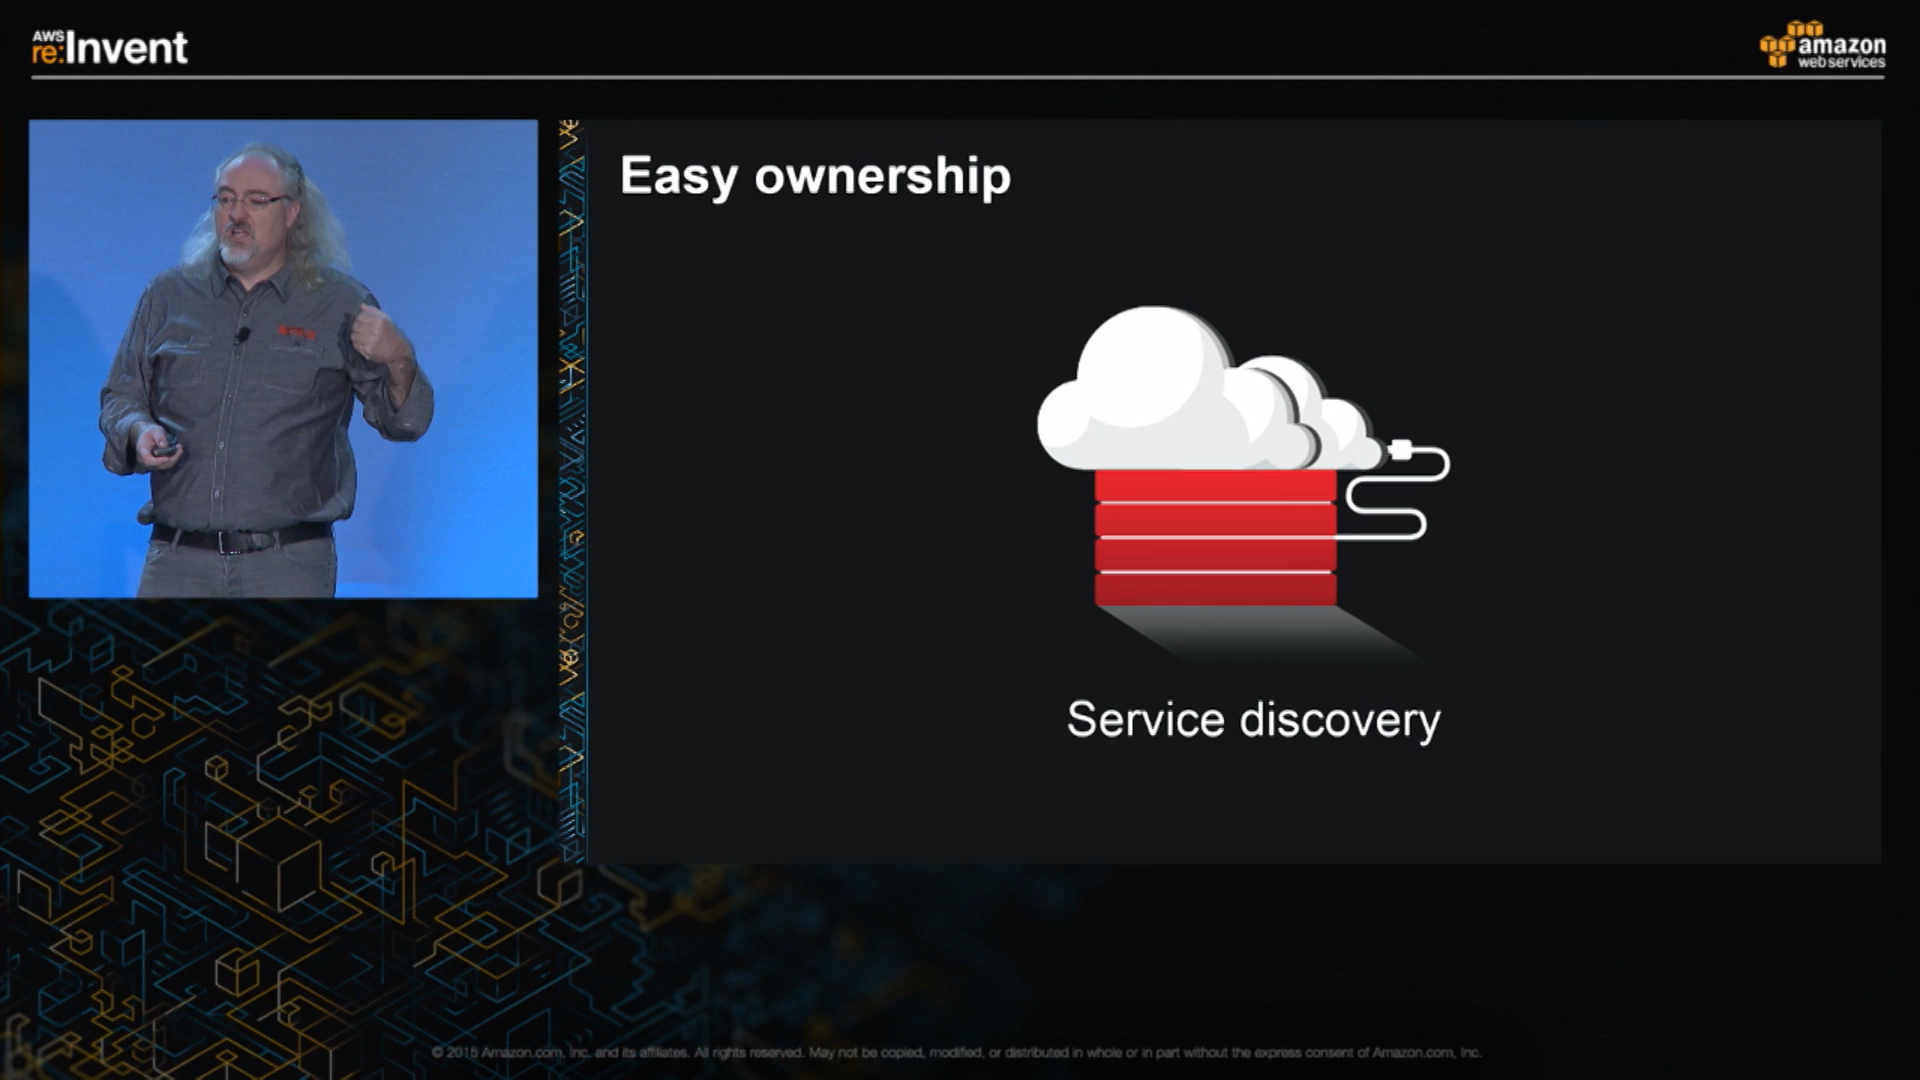 AWS
re:Invent
amazon
webservices
Easy ownership
Service discovery
© 2015 Amazon.com, Inc. and its affiliates. All rights reserved. May not be copied, modified, or distributed in whole or in part without the express consent of Amazon.com, Inc.